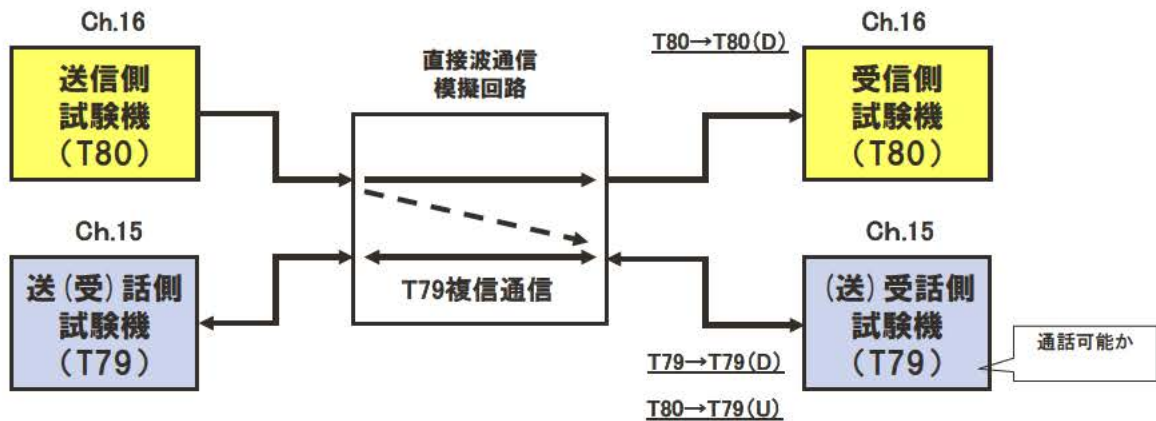 Ch.16
送信側
試験機
（T80）
直接波通信
模擬回路
T80→T80(D)
Ch.16
受信側
試験機
（T80）
Ch.15
送（受）話側
試験機
（T79）
T79複信通信
Ch.15
（送）受話側
試験機
（T79）
通話可能か
T79→T79(D)
T80→T79(U)